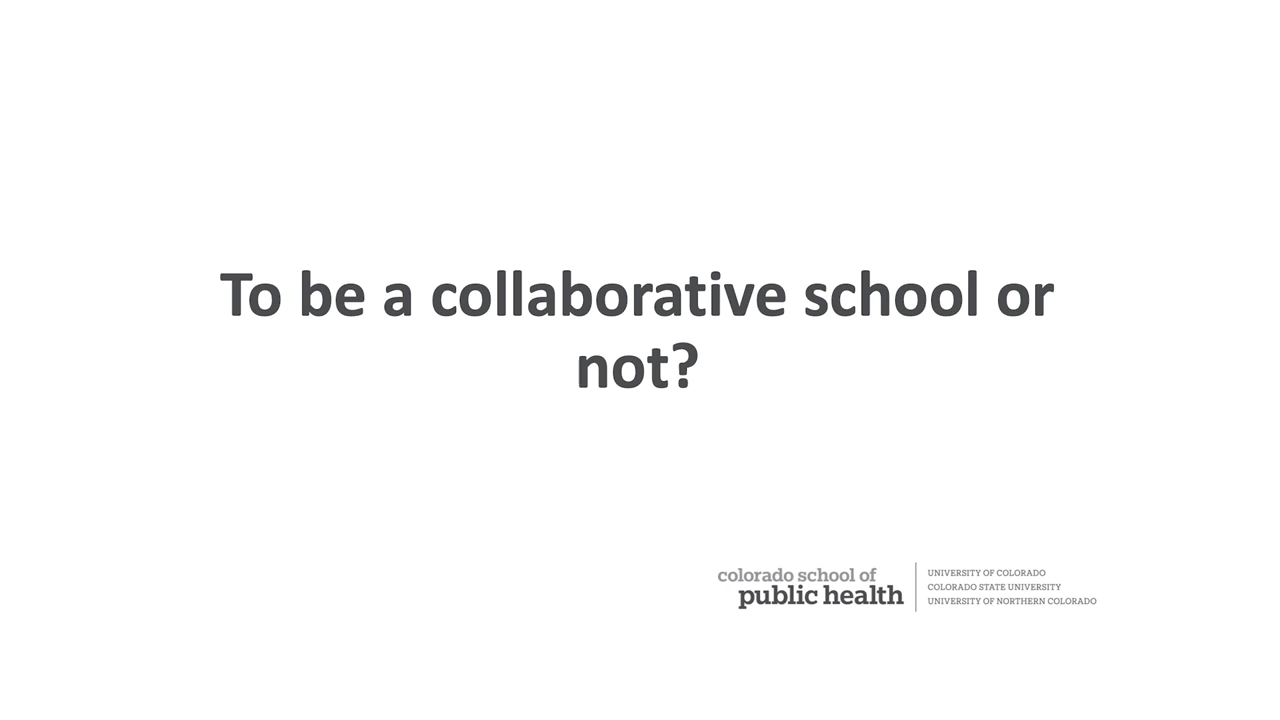 To be a collaborative school or
not?
colorado school of
public health
UNIVERSITY OF COLORADO
COLORADO STATE UNIVERSITY
UNIVERSITY OF NORTHERN COLORADO